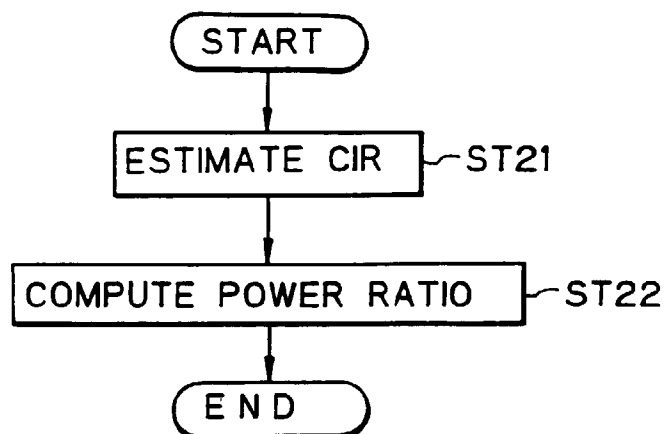 START
ESTIMATE CIR ST21
COMPUTE POWER RATIO ST22
END